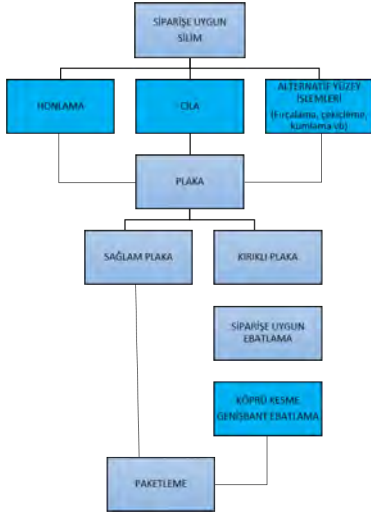 SİPARİŞE UYGUN
SİLİM
HONLAMA
CİLA
ALTERNATİF YÜZEY
İŞLEMLERİ
(Fırçalama, çekiçleme,
kumlama vb)
PLAKA
SAĞLAM PLAKA
KIRIKLI PLAKA
SİPARİŞE UYGUN
EBATLAMA
KÖPRÜ KESME
GENİŞBANT EBATLAMA
PAKETLEME